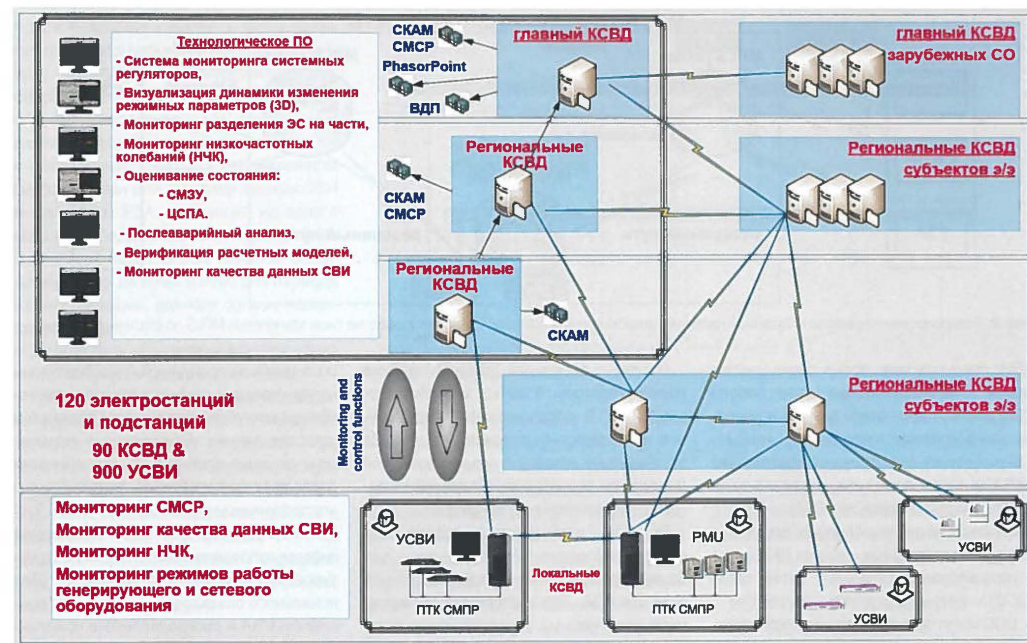 Технологическое ПО
- Система мониторинга системных
регуляторов,
- Визуализация динамики изменения
режимных параметров (3D),
- Мониторинг разделения ЭС на части,
- Мониторинг низкочастотных
колебаний (НЧК),
- Оценивание состояния:
- СМЗУ,
- ЦСПА.
- Послеаварийный анализ,
- Верификация расчетных моделей,
- Мониторинг качества данных СВИ
СКАМ
СМСР
PhasorPoint
ВДП
главный КСВД
главный КСВД
зарубежных СО
Региональные
КСВД
СКАМ
СМСР
Региональные КСВД
субъектов э/э
Региональные
КСВД
СКАМ
120 электростанций
и подстанций
90 КСВД &
900 УСВИ
Monitoring and
control functions
Региональные КСВД
субъектов э/э
Мониторинг СМСР,
Мониторинг качества данных СВИ,
Мониторинг НЧК,
Мониторинг режимов работы
генерирующего и сетевого
оборудования
УСВИ
ПТК СМПР
Локальные
КСВД
PMU
ПТК СМПР
УСВИ
УСВИ